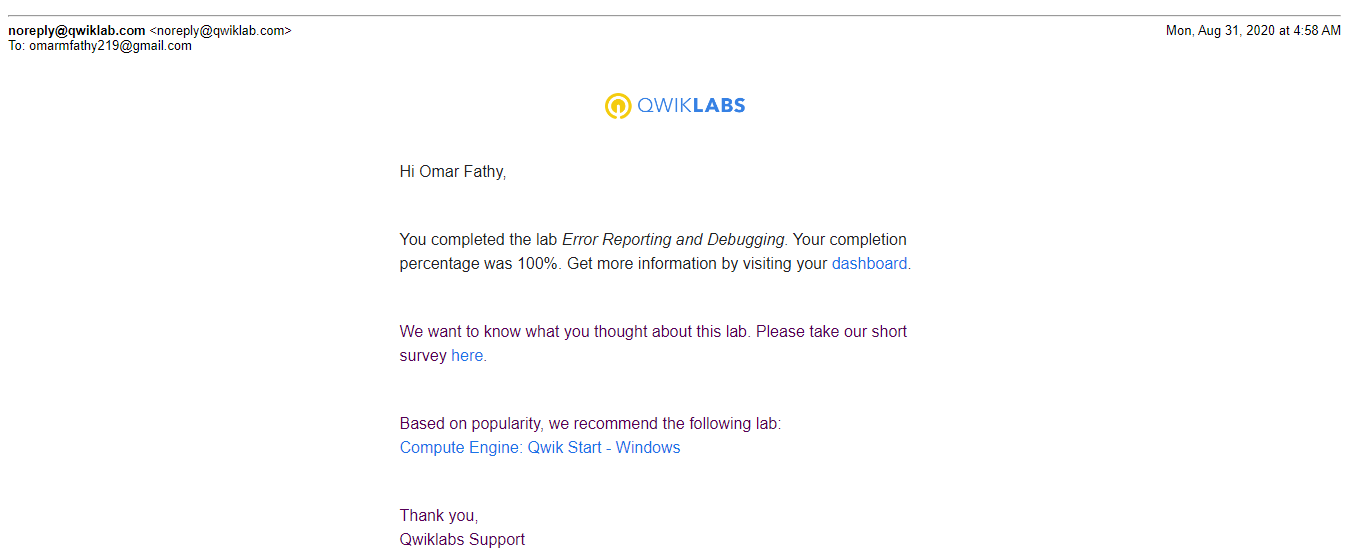 noreply@qwiklab.com <noreply@qwiklab.com> Mon, Aug 31, 2020 at 4:58 AM
To: omarmfathy219@gmail.com
QWIKLABS
Hi Omar Fathy,
You completed the lab Error Reporting and Debugging. Your completion
percentage was 100%. Get more information by visiting your dashboard.
We want to know what you thought about this lab. Please take our short
survey here.
Based on popularity, we recommend the following lab:
Compute Engine: Qwik Start - Windows
Thank you,
Qwiklabs Support